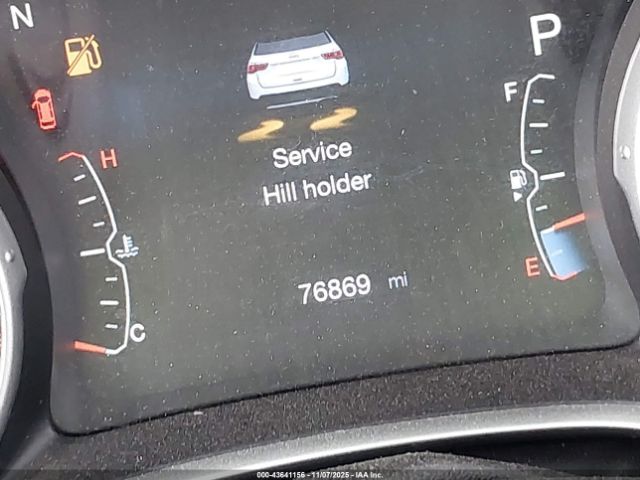 N
P
F
H
Service
Hill holder
E
76869 mi
C
000-43641156 - 11/07/2025 - IAA Inc.